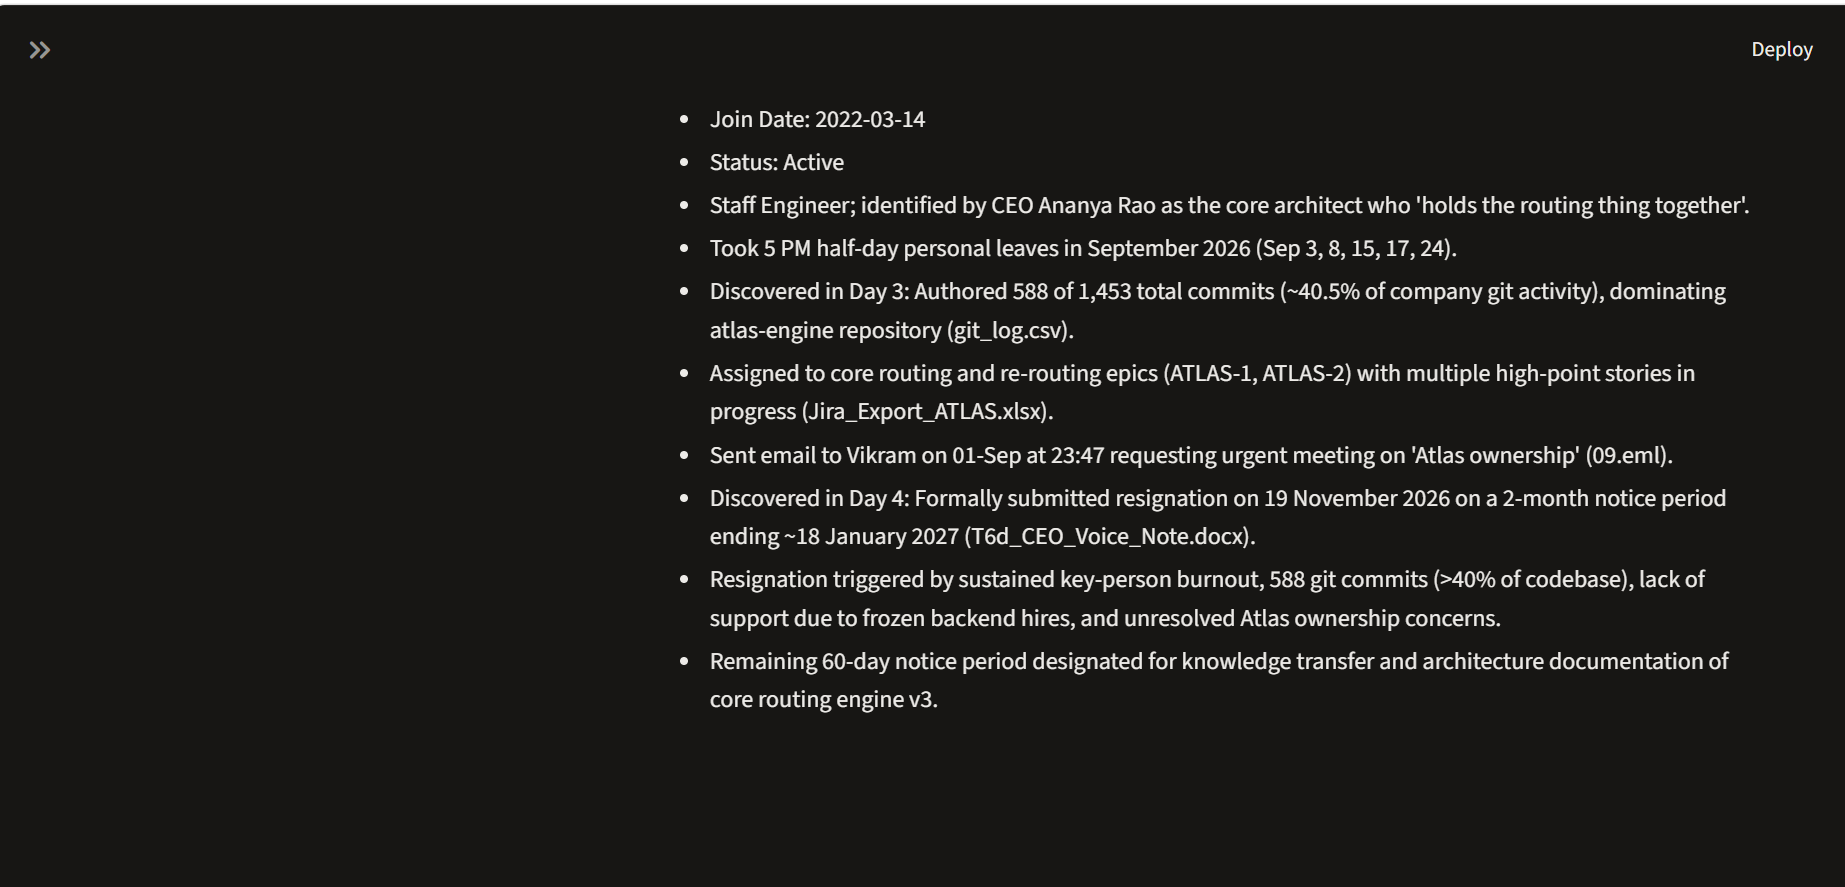 Deploy
• Join Date: 2022-03-14
• Status: Active
• Staff Engineer; identified by CEO Ananya Rao as the core architect who 'holds the routing thing together'.
• Took 5 PM half-day personal leaves in September 2026 (Sep 3, 8, 15, 17, 24).
• Discovered in Day 3: Authored 588 of 1,453 total commits (~40.5% of company git activity), dominating
atlas-engine repository (git_log.csv).
• Assigned to core routing and re-routing epics (ATLAS-1, ATLAS-2) with multiple high-point stories in
progress (Jira_Export_ATLAS.xlsx).
• Sent email to Vikram on 01-Sep at 23:47 requesting urgent meeting on 'Atlas ownership' (09.eml).
• Discovered in Day 4: Formally submitted resignation on 19 November 2026 on a 2-month notice period
ending ~18 January 2027 (T6d_CEO_Voice_Note.docx).
• Resignation triggered by sustained key-person burnout, 588 git commits (>40% of codebase), lack of
support due to frozen backend hires, and unresolved Atlas ownership concerns.
• Remaining 60-day notice period designated for knowledge transfer and architecture documentation of
core routing engine v3.